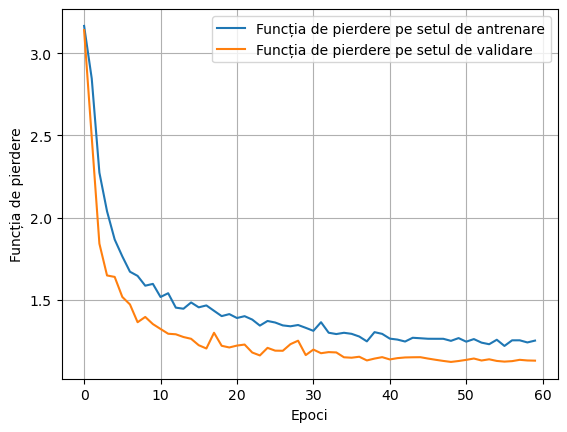 Funcția de pierdere pe setul de antrenare
Funcția de pierdere pe setul de validare
3.0
2.5
2.0
1.5
Funcția de pierdere
0 10 20 30 40 50 60
Epoci